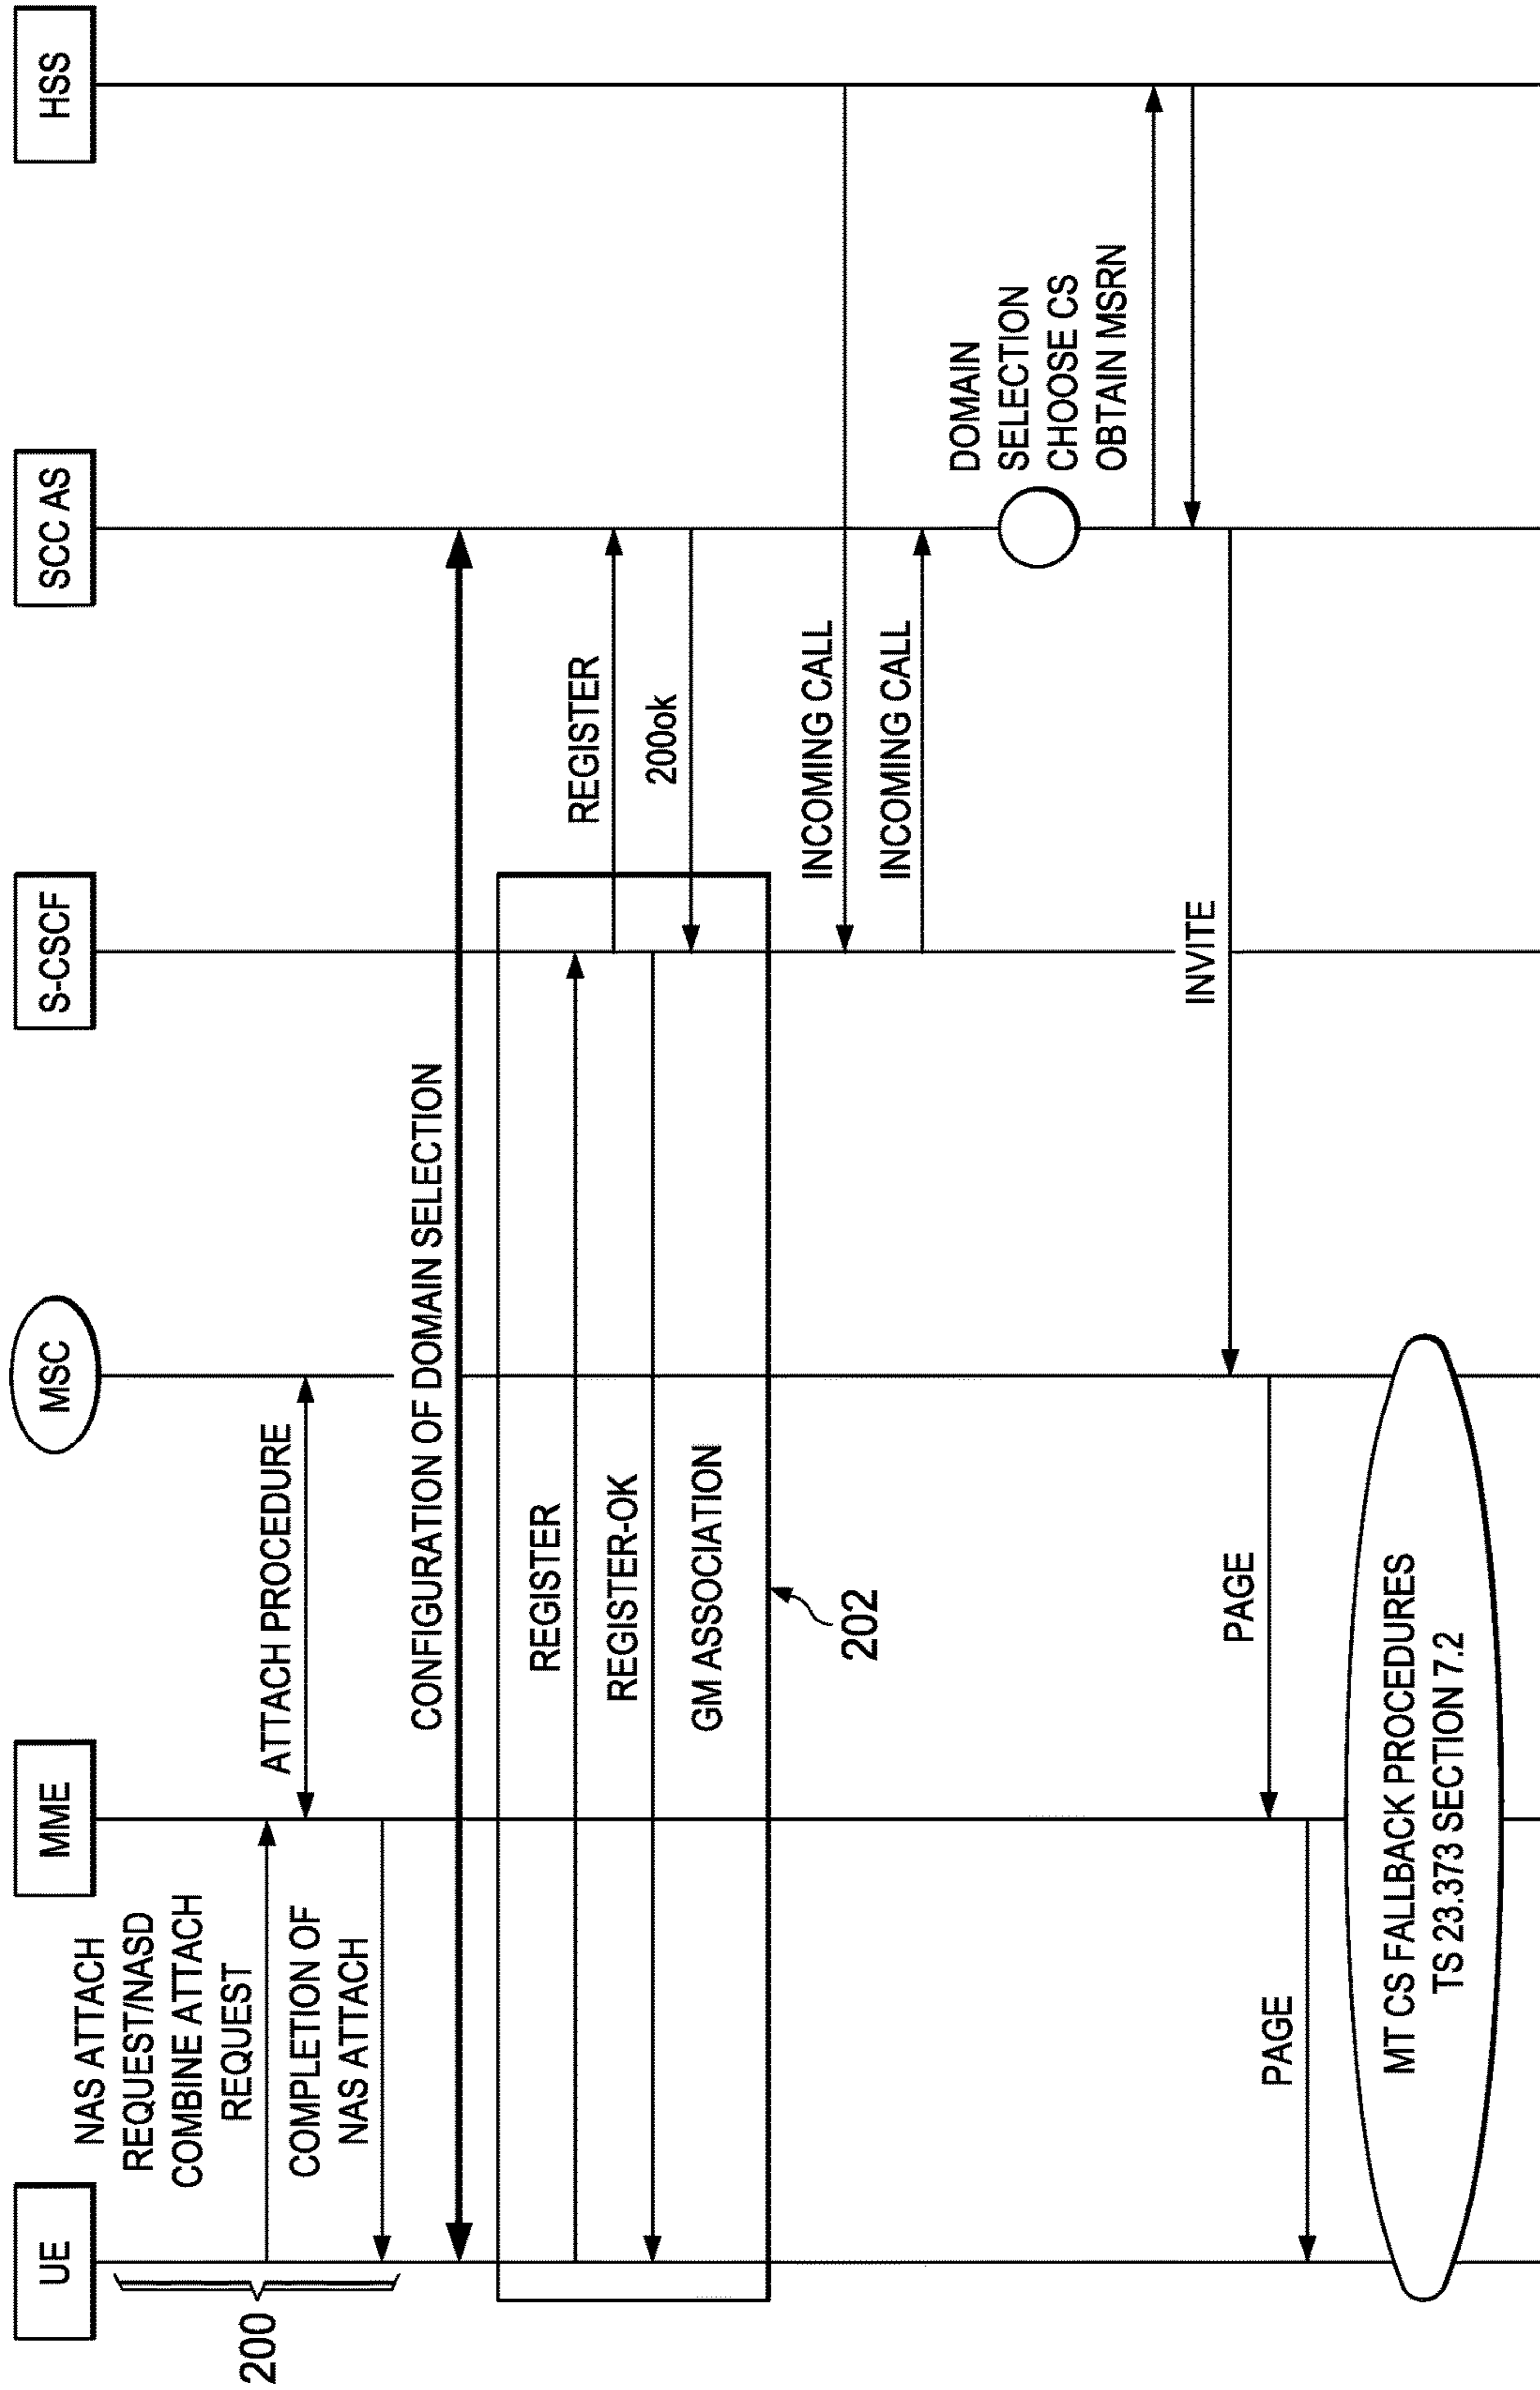 UE
MME
MSC
S-CSCF
SCC AS
HSS
200
NAS ATTACH
REQUEST/NASD
COMBINE ATTACH
REQUEST
ATTACH PROCEDURE
COMPLETION OF
NAS ATTACH
CONFIGURATION OF DOMAIN SELECTION
REGISTER
REGISTER
REGISTER-OK
200ok
GM ASSOCIATION
202
INCOMING CALL
INCOMING CALL
DOMAIN
SELECTION
CHOOSE CS
OBTAIN MSRN
INVITE
PAGE
PAGE
MT CS FALLBACK PROCEDURES
TS 23.373 SECTION 7.2